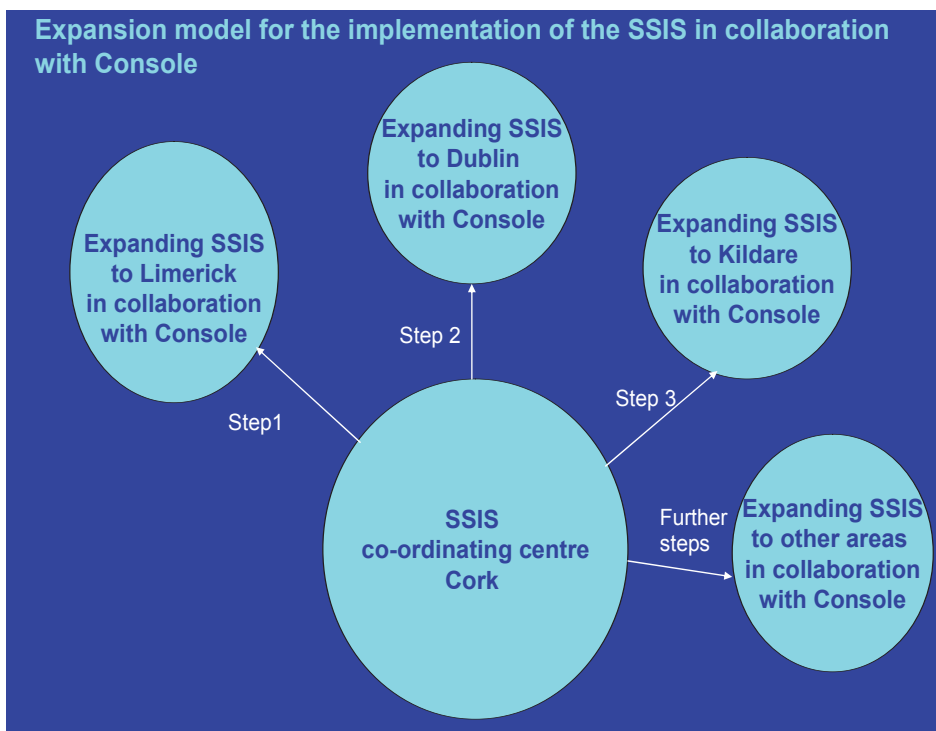 Expansion model for the implementation of the SSIS in collaboration
with Console
Expanding SSIS
to Limerick
in collaboration
with Console
Expanding SSIS
to Dublin
in collaboration
with Console
Expanding SSIS
to Kildare
in collaboration
with Console
Step1
Step 2
Step 3
SSIS
co-ordinating centre
Cork
Further
steps
Expanding SSIS
to other areas
in collaboration
with Console